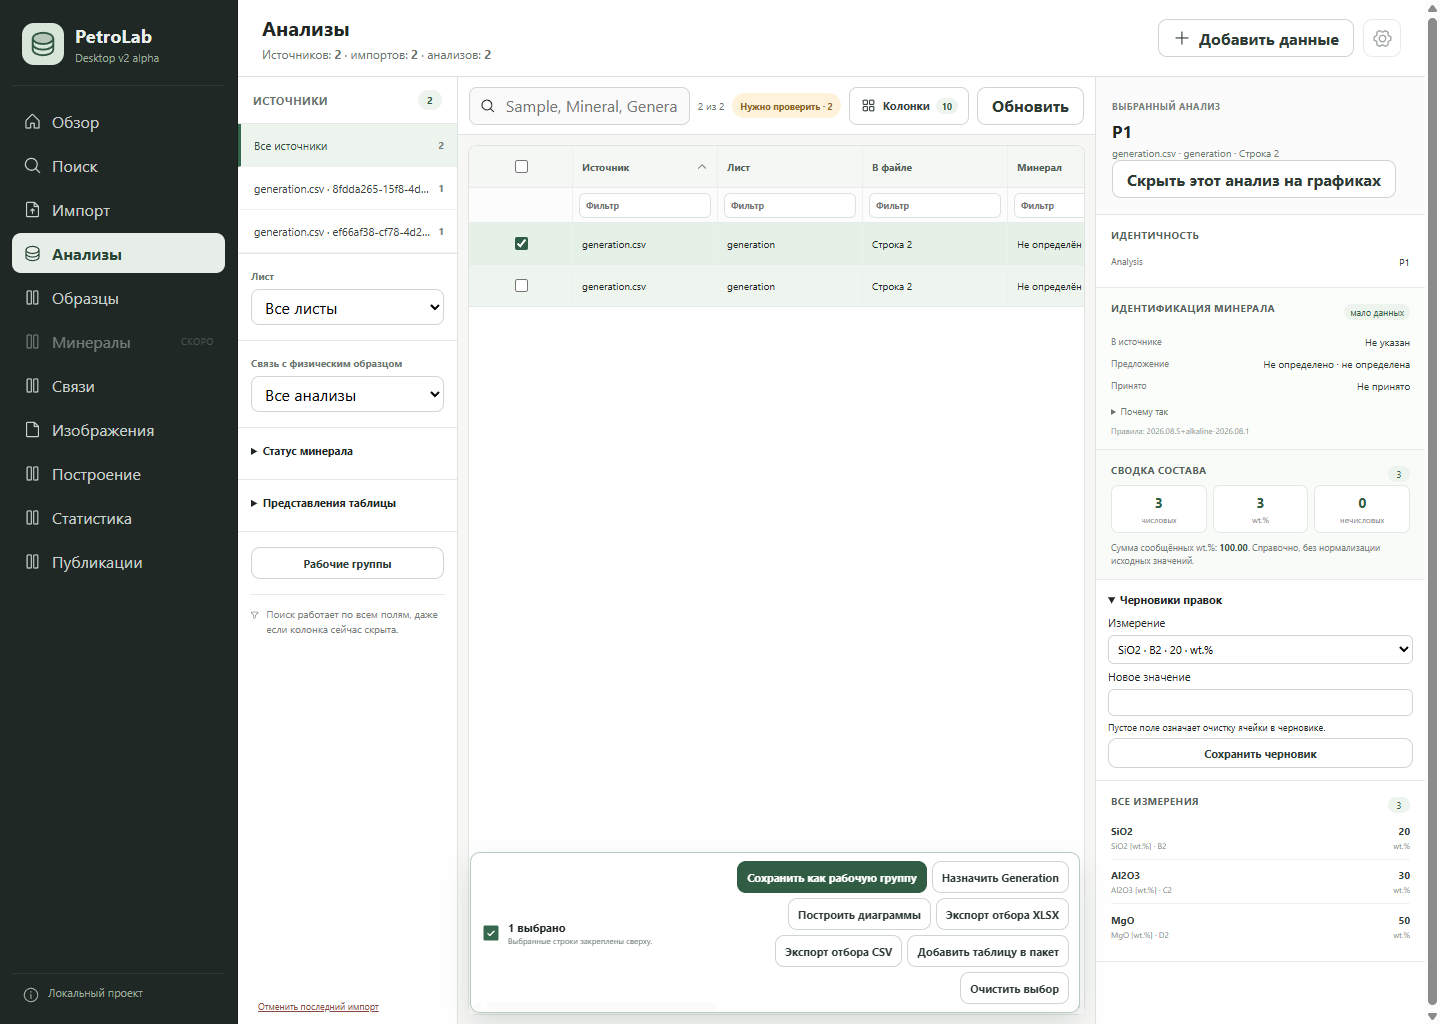 PetroLab
Desktop v2 alpha
Обзор
Поиск
Импорт
Анализы
Образцы
Минералы СКОРО
Связи
Изображения
Построение
Статистика
Публикации
Локальный проект
Анализы
Источников: 2 · импортов: 2 · анализов: 2
Добавить данные
ИСТОЧНИКИ 2
Все источники 2
generation.csv · 8fdda265-15f8-4d... 1
generation.csv · ef66af38-cf78-4d2... 1
Лист
Все листы
Связь с физическим образцом
Все анализы
Статус минерала
Представления таблицы
Рабочие группы
Поиск работает по всем полям, даже
если колонка сейчас скрыта.
Отменить последний импорт
Sample, Mineral, Genera
2 из 2
Нужно проверить · 2
Колонки 10
Обновить
Источник Лист В файле Минерал
Фильтр Фильтр Фильтр Фильтр
generation.csv generation Строка 2 Не определён
generation.csv generation Строка 2 Не определён
1 выбрано
Выбранные строки закреплены сверху.
Сохранить как рабочую группу
Назначить Generation
Построить диаграммы
Экспорт отбора XLSX
Экспорт отбора CSV
Добавить таблицу в пакет
Очистить выбор
ВЫБРАННЫЙ АНАЛИЗ
P1
generation.csv · generation · Строка 2
Скрыть этот анализ на графиках
ИДЕНТИЧНОСТЬ
Analysis P1
ИДЕНТИФИКАЦИЯ МИНЕРАЛА мало данных
В источнике Не указан
Предложение Не определено · не определена
Принято Не принято
Почему так
Правила: 2026.08.5+alkaline-2026.08.1
СВОДКА СОСТАВА 3
3 3 0
числовых wt.% нечисловых
Сумма сообщённых wt.%: 100.00. Справочно, без нормализации
исходных значений.
Черновики правок
Измерение
SiO2 · B2 · 20 · wt.%
Новое значение
Пустое поле означает очистку ячейки в черновике.
Сохранить черновик
ВСЕ ИЗМЕРЕНИЯ 3
SiO2 20
SiO2 [wt.%] · B2 wt.%
Al2O3 30
Al2O3 [wt.%] · C2 wt.%
MgO 50
MgO [wt.%] · D2 wt.%